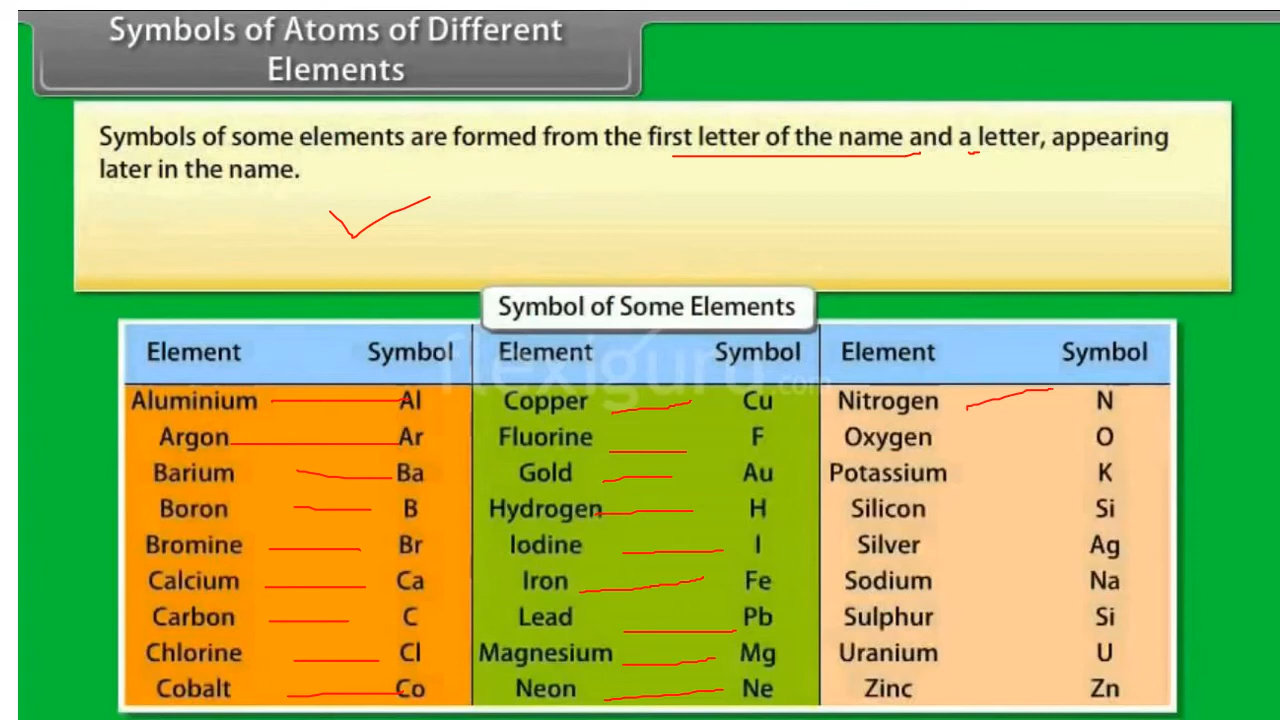 Symbols of Atoms of Different
Elements
Symbols of some elements are formed from the first letter of the name and a letter, appearing
later in the name.
Symbol of Some Elements
Element Symbol Element Symbol Element Symbol
Aluminium Al Copper Cu Nitrogen N
Argon Ar Fluorine F Oxygen O
Barium Ba Gold Au Potassium K
Boron B Hydrogen H Silicon Si
Bromine Br Iodine I Silver Ag
Calcium Ca Iron Fe Sodium Na
Carbon C Lead Pb Sulphur Si
Chlorine Cl Magnesium Mg Uranium U
Cobalt Co Neon Ne Zinc Zn
flexiguru.com